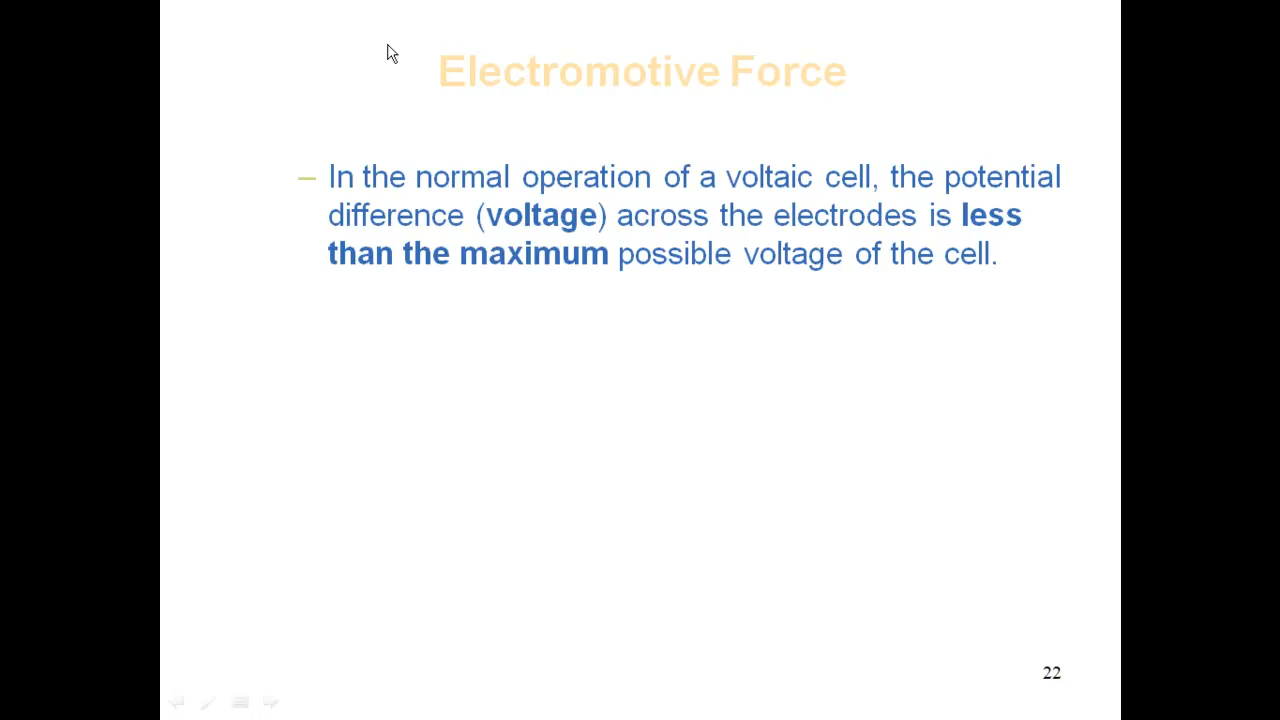 Electromotive Force
– In the normal operation of a voltaic cell, the potential
difference (voltage) across the electrodes is less
than the maximum possible voltage of the cell.
22